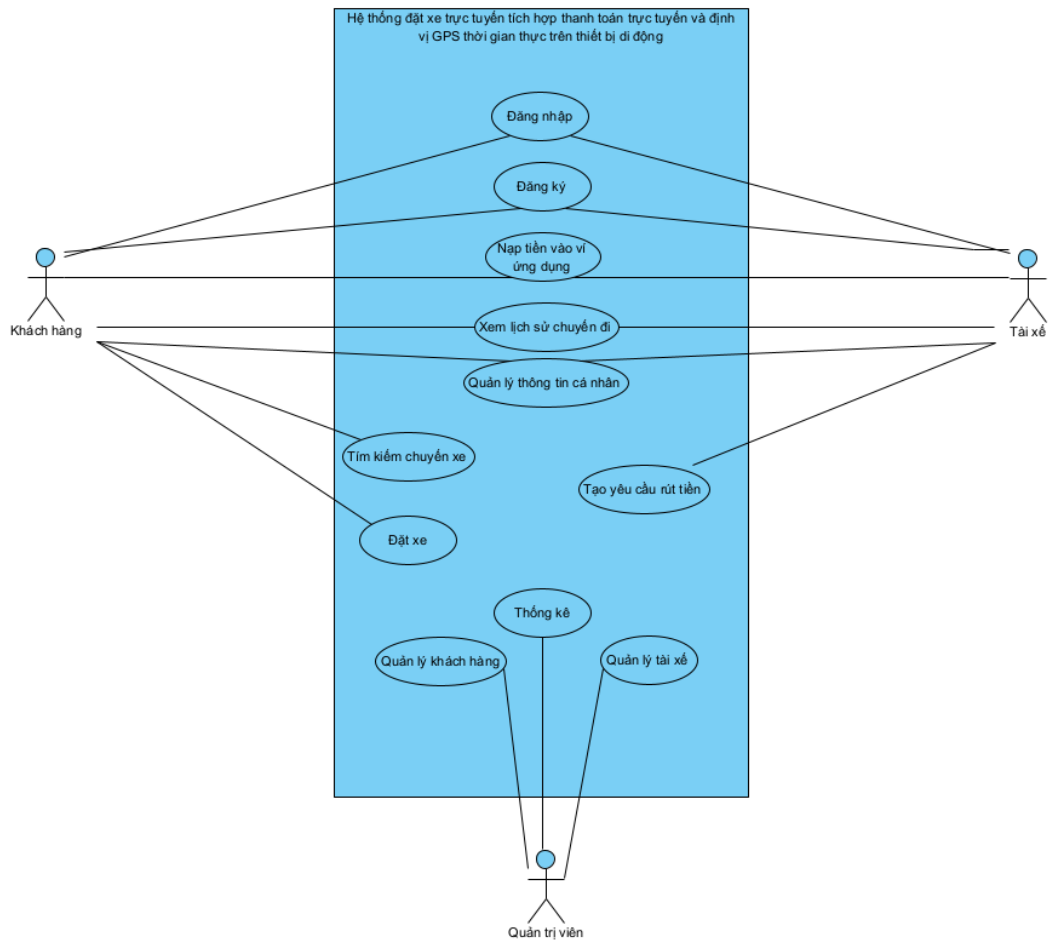 Hệ thống đặt xe trực tuyến tích hợp thanh toán trực tuyến và định
vị GPS thời gian thực trên thiết bị di động
Đăng nhập
Đăng ký
Nạp tiền vào ví
ứng dụng
Khách hàng
Tài xế
Xem lịch sử chuyến đi
Quản lý thông tin cá nhân
Tím kiếm chuyến xe
Tạo yêu cầu rút tiền
Đặt xe
Thống kê
Quản lý khách hàng
Quản lý tài xế
Quản trị viên